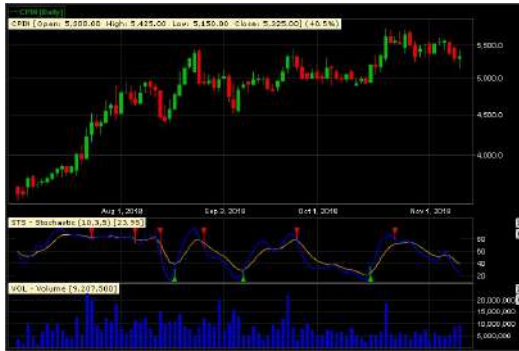 CPIN (Daily)
CPIN [Open: 5,300.00 High: 5,425.00 Low: 5,150.00 Close: 5,325.00] (+0.5%)
5,500.0
5,000.0
4,500.0
4,000.0
Aug 1, 2018 Sep 3, 2018 Oct 1, 2018 Nov 1, 2018
STS - Stochastic (10,3,5) [23.95]
80
60
40
20
VOL - Volume [9,207,500]
20,000,000
15,000,000
10,000,000
5,000,000